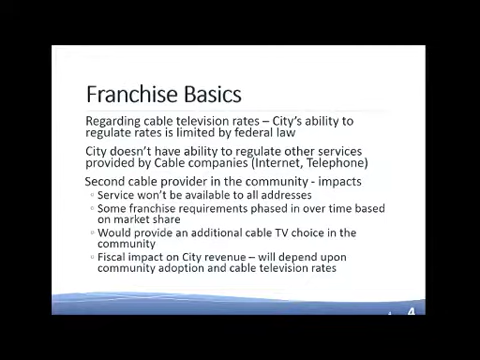 Franchise Basics
Regarding cable television rates – City's ability to
regulate rates is limited by federal law
City doesn't have ability to regulate other services
provided by Cable companies (Internet, Telephone)
Second cable provider in the community - impacts
◦ Service won't be available to all addresses
◦ Some franchise requirements phased in over time based
on market share
◦ Would provide an additional cable TV choice in the
community
◦ Fiscal impact on City revenue – will depend upon
community adoption and cable television rates
4